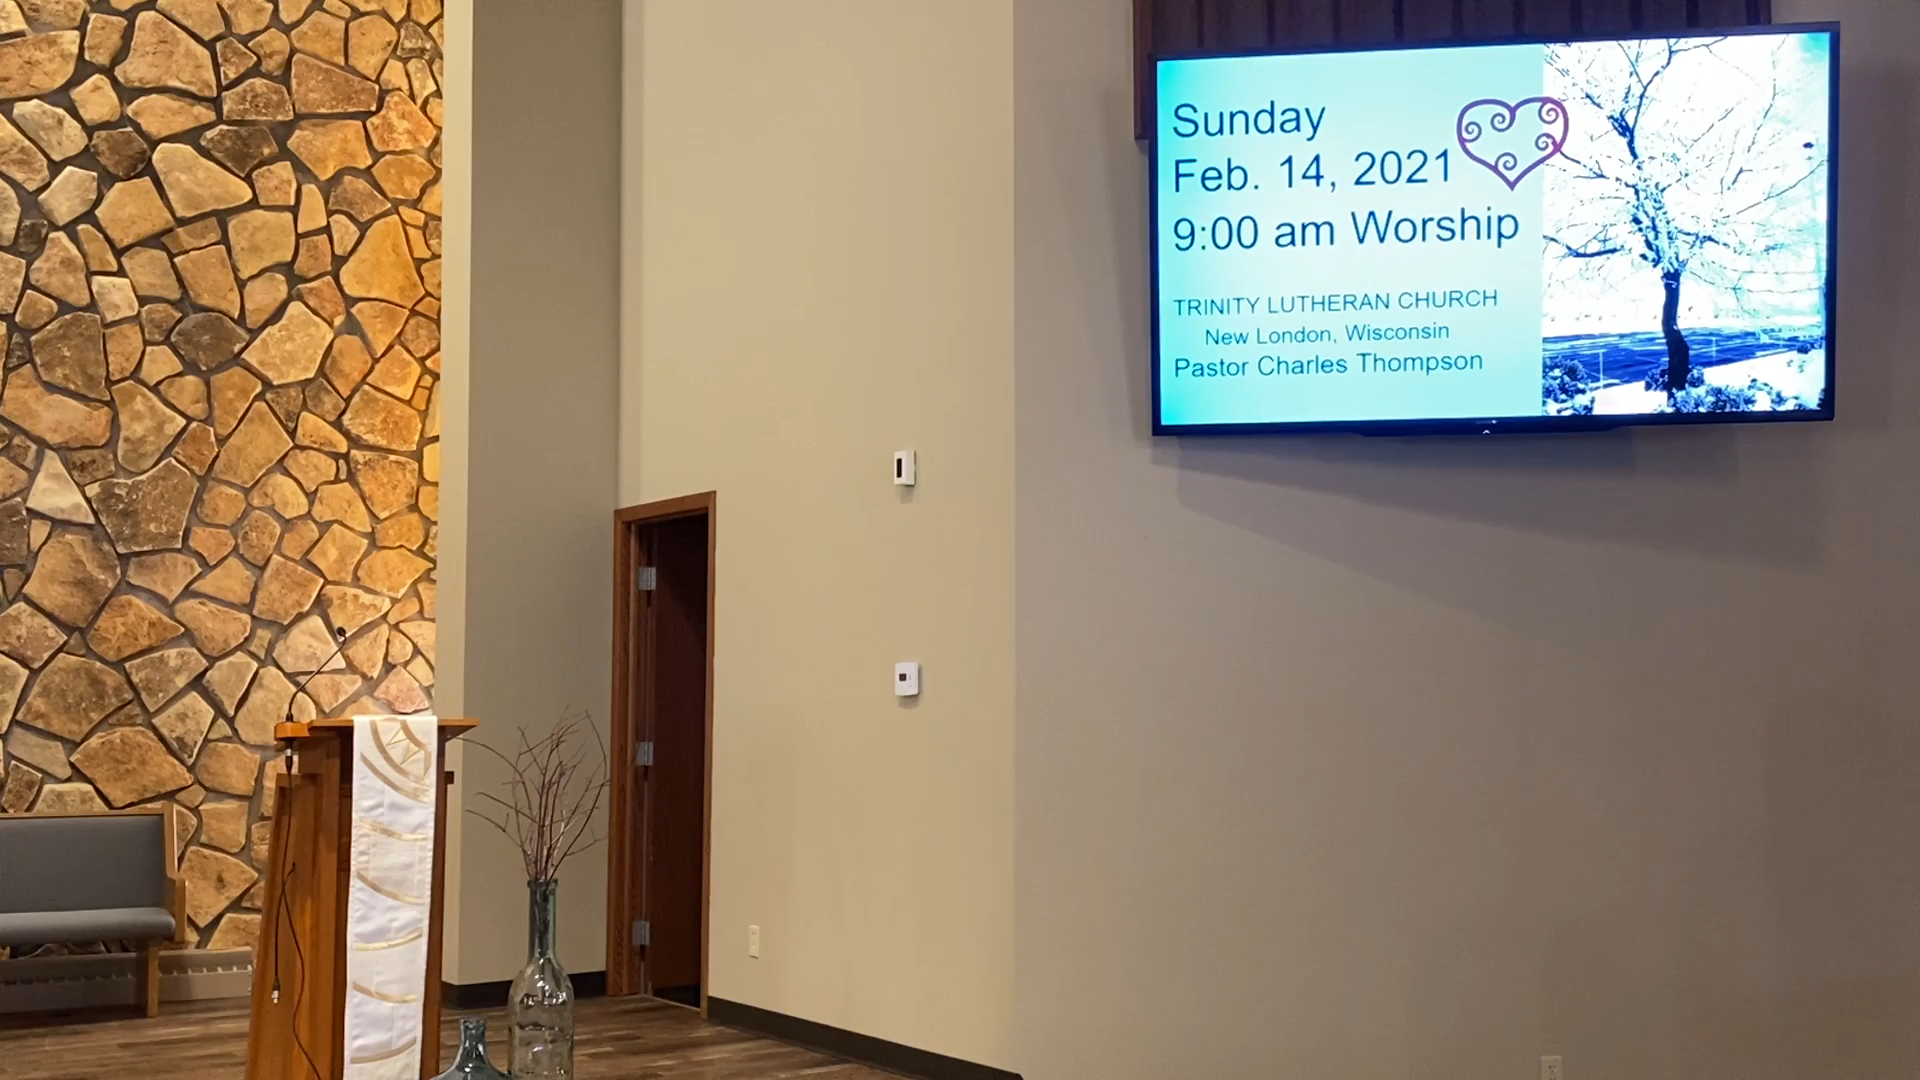 Sunday
Feb. 14, 2021
9:00 am Worship
TRINITY LUTHERAN CHURCH
New London, Wisconsin
Pastor Charles Thompson